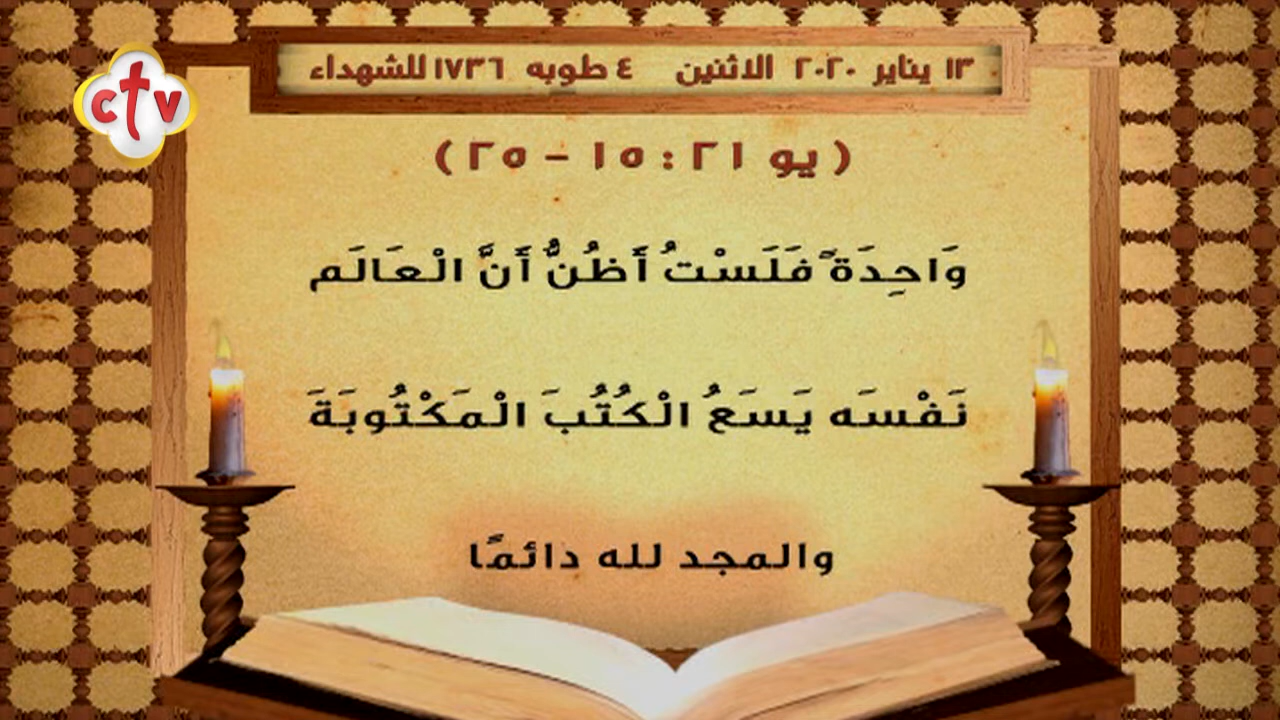 ctv
١٣ يناير ٢٠٢٠ الاثنين ٤ طوبه ١٧٣٦ للشهداء
(يو ٢١ : ١٥ - ٢٥)
وَاحِدَةً فَلَسْتُ أَظُنُّ أَنَّ الْعَالَم
نَفْسَه يَسَعُ الْكُتُبَ الْمَكْتُوبَةَ
والمجد لله دائمًا